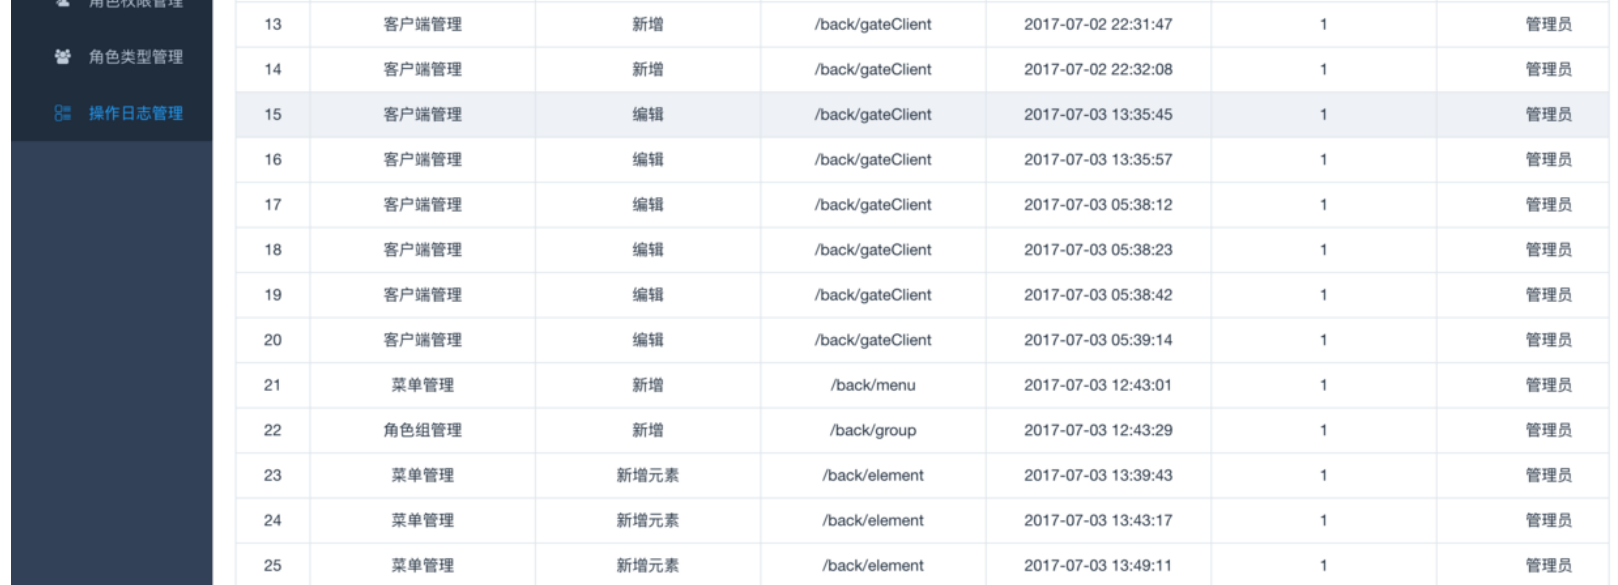 角色权限管理
角色类型管理
操作日志管理
13 客户端管理 新增 /back/gateClient 2017-07-02 22:31:47 1 管理员
14 客户端管理 新增 /back/gateClient 2017-07-02 22:32:08 1 管理员
15 客户端管理 编辑 /back/gateClient 2017-07-03 13:35:45 1 管理员
16 客户端管理 编辑 /back/gateClient 2017-07-03 13:35:57 1 管理员
17 客户端管理 编辑 /back/gateClient 2017-07-03 05:38:12 1 管理员
18 客户端管理 编辑 /back/gateClient 2017-07-03 05:38:23 1 管理员
19 客户端管理 编辑 /back/gateClient 2017-07-03 05:38:42 1 管理员
20 客户端管理 编辑 /back/gateClient 2017-07-03 05:39:14 1 管理员
21 菜单管理 新增 /back/menu 2017-07-03 12:43:01 1 管理员
22 角色组管理 新增 /back/group 2017-07-03 12:43:29 1 管理员
23 菜单管理 新增元素 /back/element 2017-07-03 13:39:43 1 管理员
24 菜单管理 新增元素 /back/element 2017-07-03 13:43:17 1 管理员
25 菜单管理 新增元素 /back/element 2017-07-03 13:49:11 1 管理员